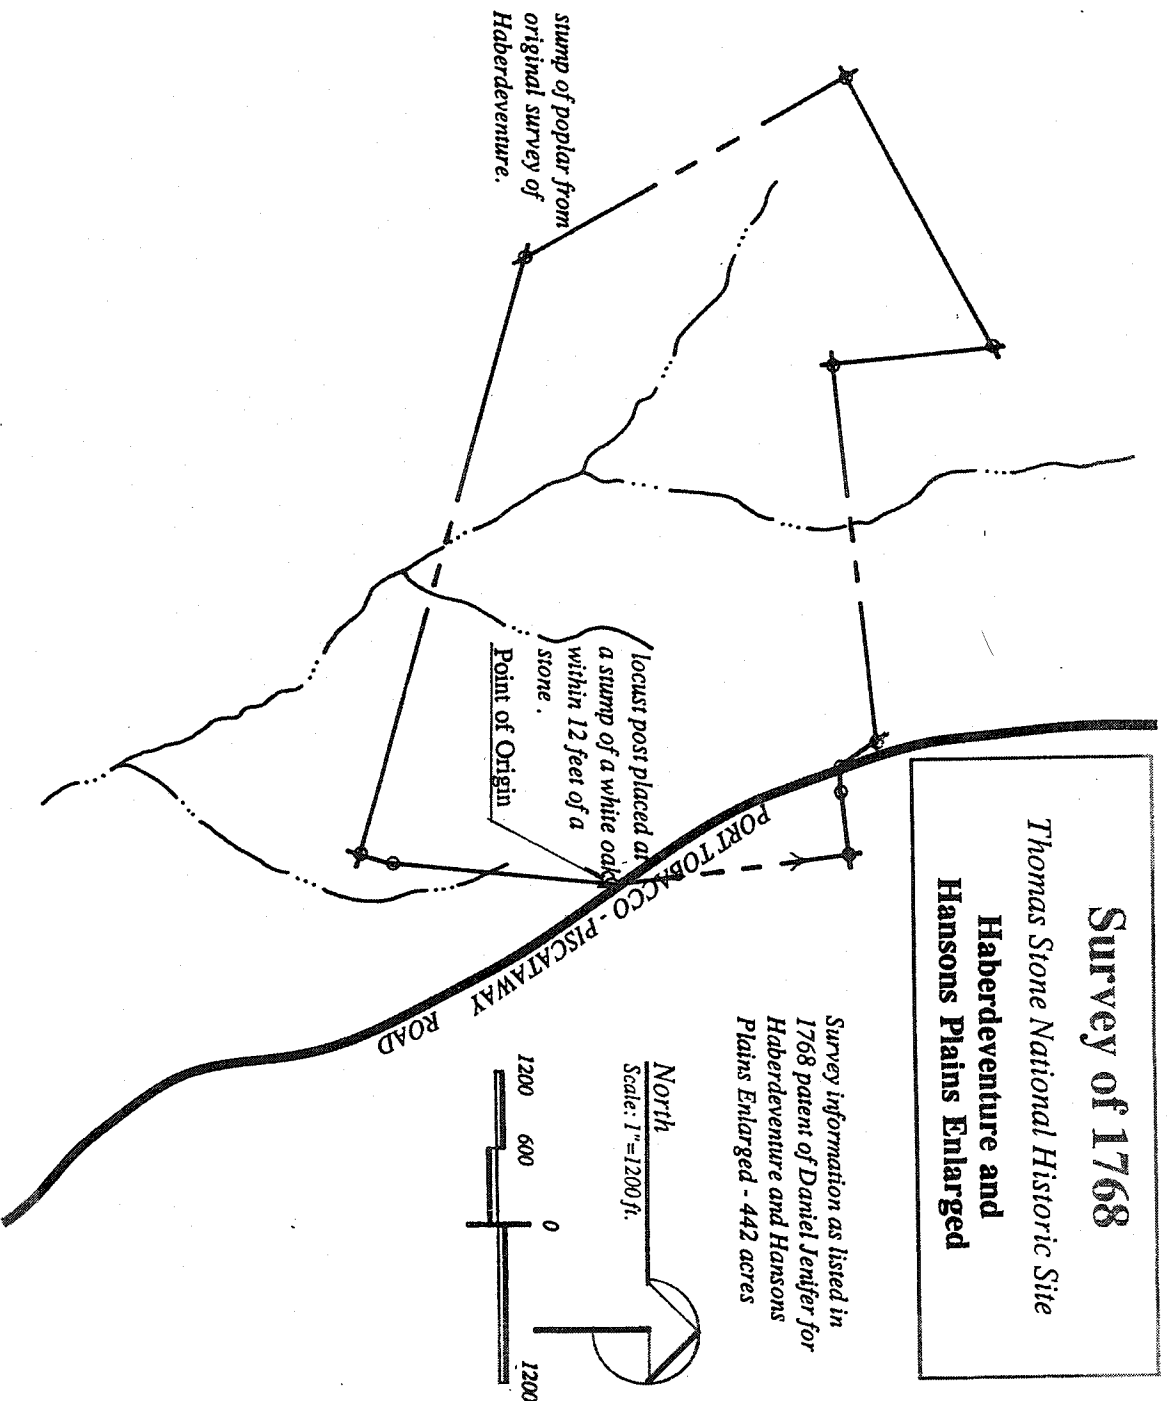 Survey of 1768
Thomas Stone National Historic Site
Haberdeventure and
Hansons Plains Enlarged
stump of poplar from
original survey of
Haberdeventure.
locust post placed at
a stump of a white oak
within 12 feet of a
stone .
Point of Origin
PORT TOBACCO - PISCATAWAY ROAD
Survey information as listed in
1768 patent of Daniel Jenifer for
Haberdeventure and Hansons
Plains Enlarged - 442 acres
North
Scale: 1"=1200 ft.
1200 600 0 1200